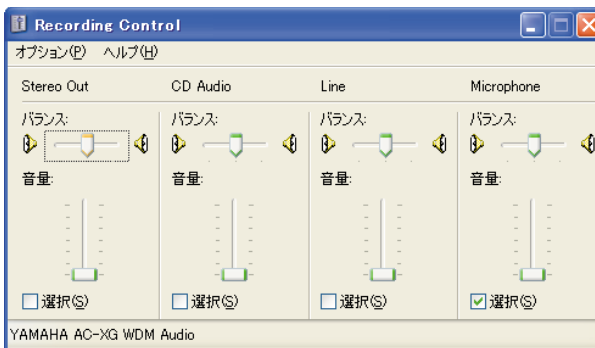 Recording Control
オプション(P) ヘルプ(H)
Stereo Out CD Audio Line Microphone
バランス: バランス: バランス: バランス:
音量: 音量: 音量: 音量:
選択(S) 選択(S) 選択(S) 選択(S)
YAMAHA AC-XG WDM Audio